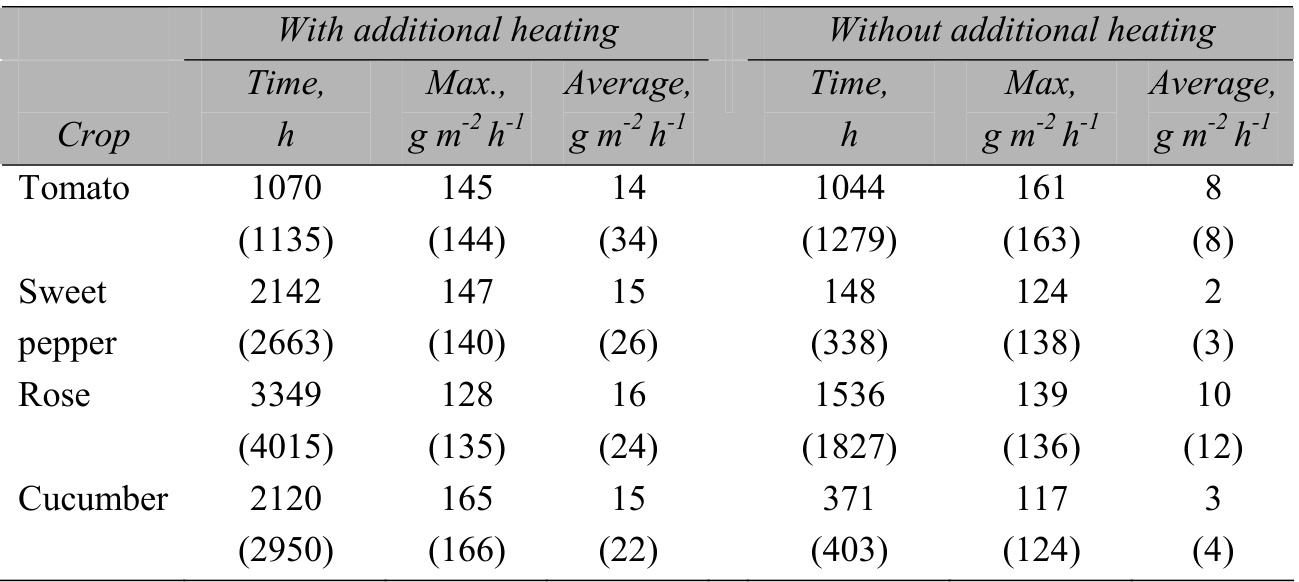 With additional heating Without additional heating
Time, Max., Average, Time, Max, Average,
Crop h g m-2 h-1 g m-2 h-1 h g m-2 h-1 g m-2 h-1
Tomato 1070 145 14 1044 161 8
(1135) (144) (34) (1279) (163) (8)
Sweet 2142 147 15 148 124 2
pepper (2663) (140) (26) (338) (138) (3)
Rose 3349 128 16 1536 139 10
(4015) (135) (24) (1827) (136) (12)
Cucumber 2120 165 15 371 117 3
(2950) (166) (22) (403) (124) (4)